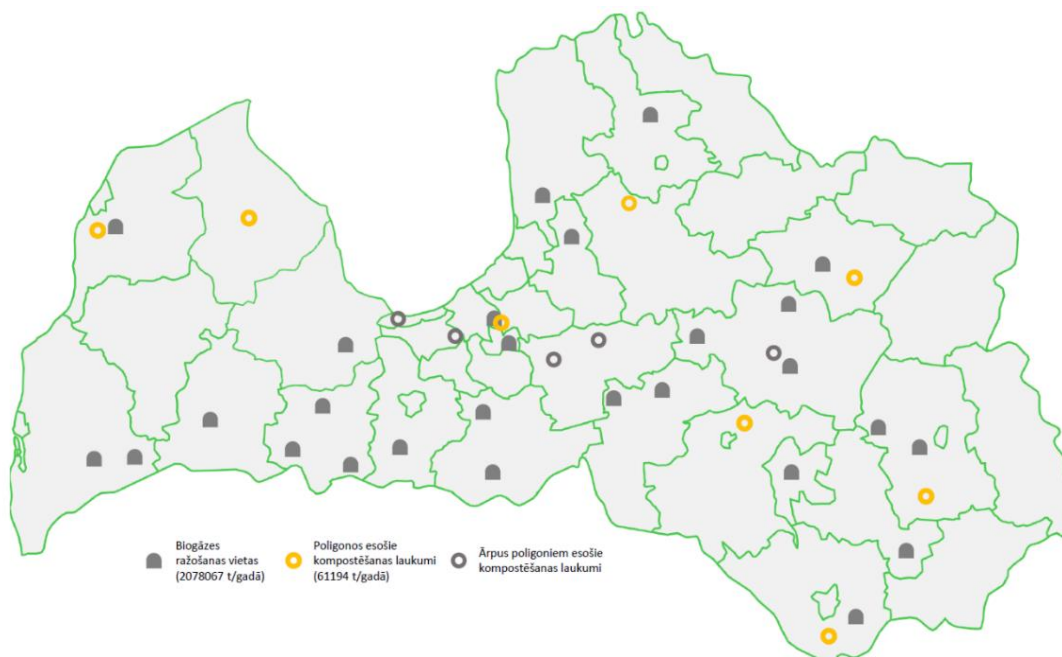 Biogāzes
ražošanas vietas
(2078067 t/gadā)
Poligonos esošie
kompostēšanas laukumi
(61194 t/gadā)
Ārpus poligoniem esošie
kompostēšanas laukumi